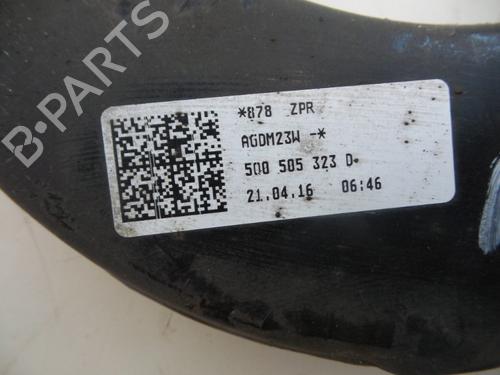 *878 ZPR
AGDM23W -*
5Q0 505 323 D
21.04.16 06:46
B-PARTS